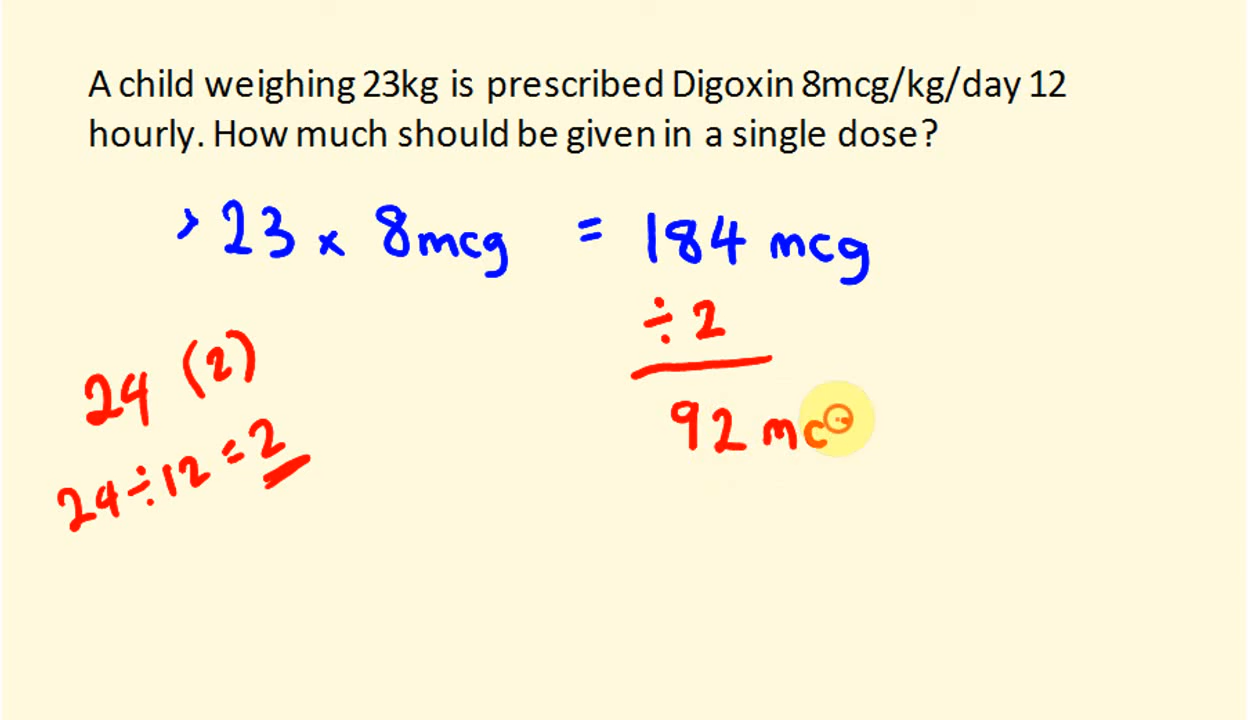 A child weighing 23kg is prescribed Digoxin 8mcg/kg/day 12
hourly. How much should be given in a single dose?
› 23 x 8mcg = 184 mcg
÷ 2
24 (2)
92 mc
24 ÷ 12 = 2